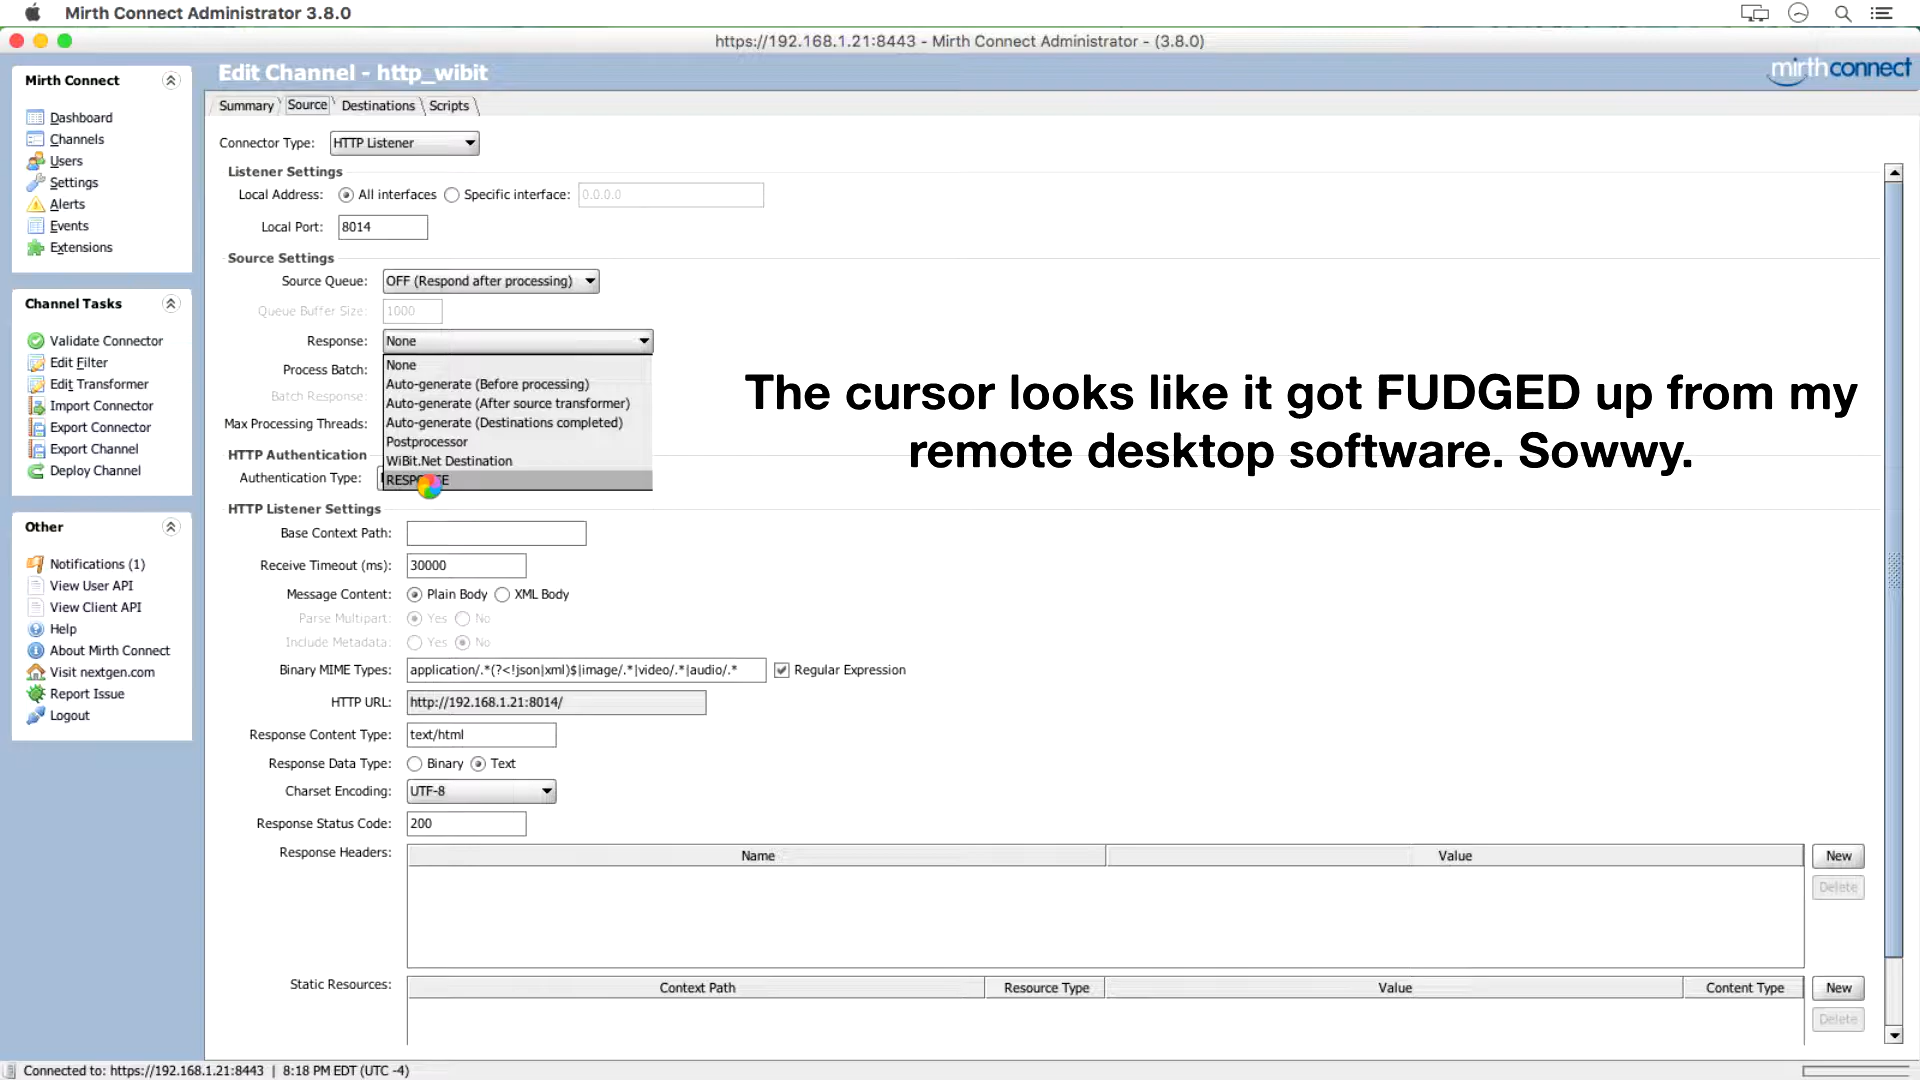 Mirth Connect Administrator 3.8.0
https://192.168.1.21:8443 - Mirth Connect Administrator - (3.8.0)
Mirth Connect
Dashboard
Channels
Users
Settings
Alerts
Events
Extensions
Channel Tasks
Validate Connector
Edit Filter
Edit Transformer
Import Connector
Export Connector
Export Channel
Deploy Channel
Other
Notifications (1)
View User API
View Client API
Help
About Mirth Connect
Visit nextgen.com
Report Issue
Logout
Edit Channel - http_wibit
mirth connect
Summary Source Destinations Scripts
Connector Type: HTTP Listener
Listener Settings
Local Address: All interfaces Specific interface: 0.0.0.0
Local Port: 8014
Source Settings
Source Queue: OFF (Respond after processing)
Queue Buffer Size: 1000
Response: None
None
Process Batch:
Auto-generate (Before processing)
Batch Response:
Auto-generate (After source transformer)
Max Processing Threads:
Auto-generate (Destinations completed)
Postprocessor
HTTP Authentication
WiBit.Net Destination
Authentication Type:
The cursor looks like it got FUDGED up from my
remote desktop software. Sowwy.
HTTP Listener Settings
Base Context Path:
Receive Timeout (ms): 30000
Message Content: Plain Body XML Body
Parse Multipart: Yes No
Include Metadata: Yes No
Binary MIME Types: application/.*(?<!json|xml)$|image/.*|video/.*|audio/.* Regular Expression
HTTP URL: http://192.168.1.21:8014/
Response Content Type: text/html
Response Data Type: Binary Text
Charset Encoding: UTF-8
Response Status Code: 200
Response Headers: Name Value New
Delete
Static Resources: Context Path Resource Type Value Content Type New
Delete
Connected to: https://192.168.1.21:8443 | 8:18 PM EDT (UTC -4)